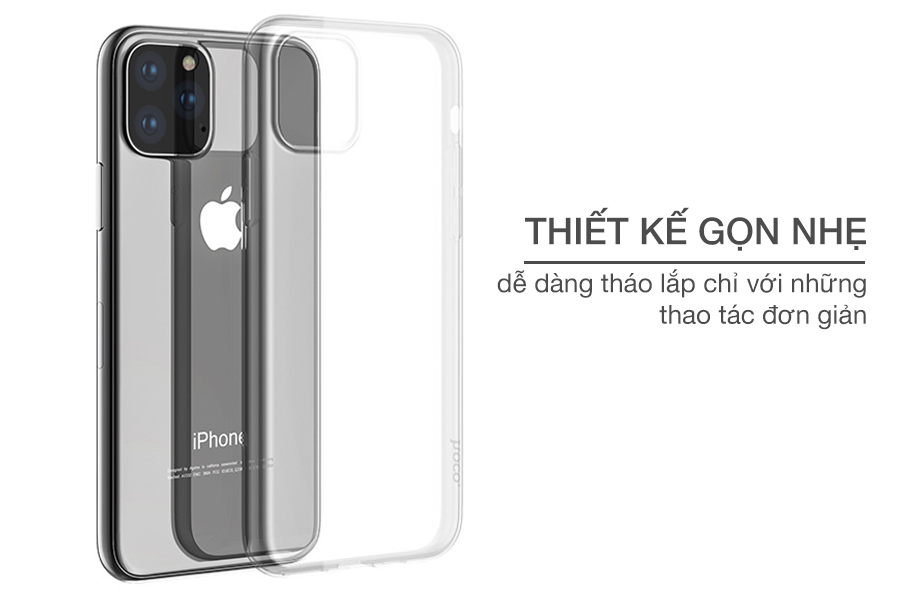 THIẾT KẾ GỌN NHẸ
dễ dàng tháo lắp chỉ với những
thao tác đơn giản
iPhone
hoco.